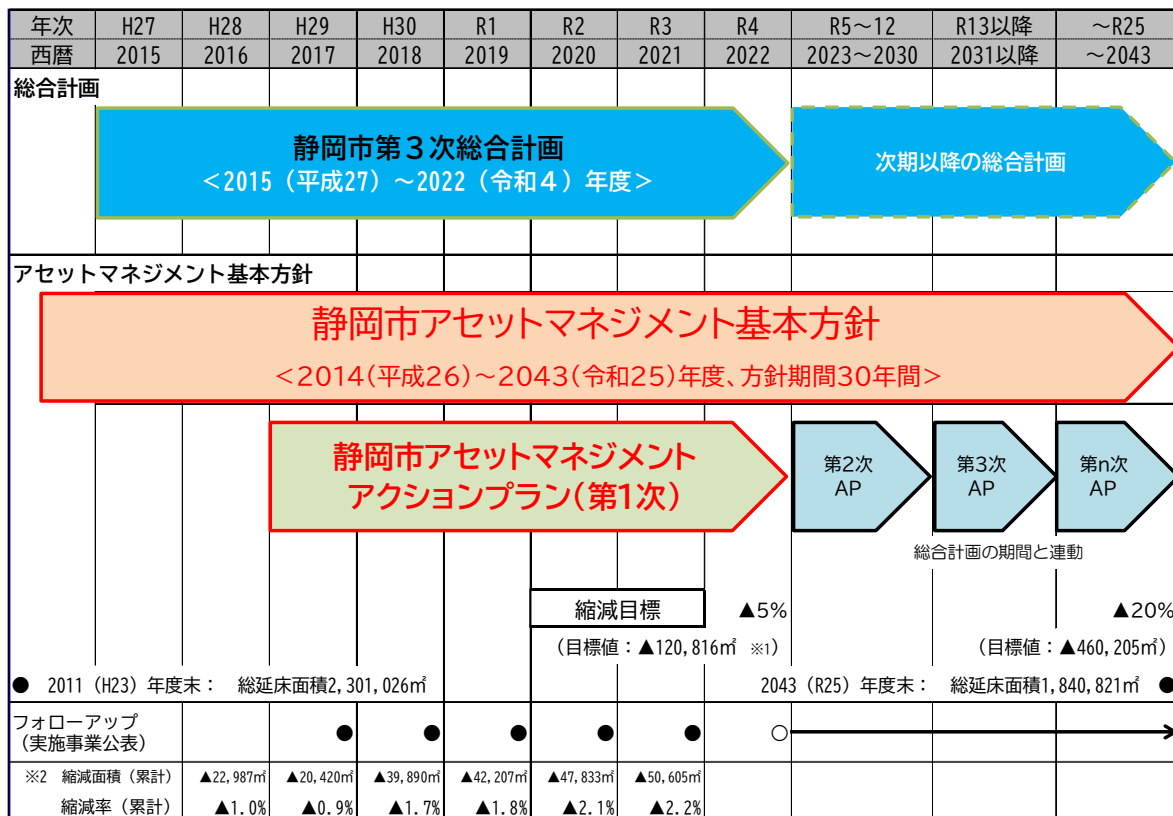 年次 H27 H28 H29 H30 R1 R2 R3 R4 R5～12 R13以降 ～R25
西暦 2015 2016 2017 2018 2019 2020 2021 2022 2023～2030 2031以降 ～2043
総合計画
静岡市第３次総合計画
＜2015（平成27）～2022（令和４）年度＞
次期以降の総合計画
アセットマネジメント基本方針
静岡市アセットマネジメント基本方針
＜2014(平成26)～2043(令和25)年度、方針期間30年間＞
静岡市アセットマネジメント
アクションプラン(第1次)
第2次
AP
第3次
AP
第n次
AP
総合計画の期間と連動
縮減目標 ▲5% ▲20%
（目標値：▲120,816㎡ ※1） （目標値：▲460,205㎡）
● 2011（H23）年度末： 総延床面積2,301,026㎡ 2043（R25）年度末： 総延床面積1,840,821㎡ ●
フォローアップ
（実施事業公表） ● ● ● ● ● ○
※2 縮減面積（累計） ▲22,987㎡ ▲20,420㎡ ▲39,890㎡ ▲42,207㎡ ▲47,833㎡ ▲50,605㎡
縮減率（累計） ▲1.0% ▲0.9% ▲1.7% ▲1.8% ▲2.1% ▲2.2%